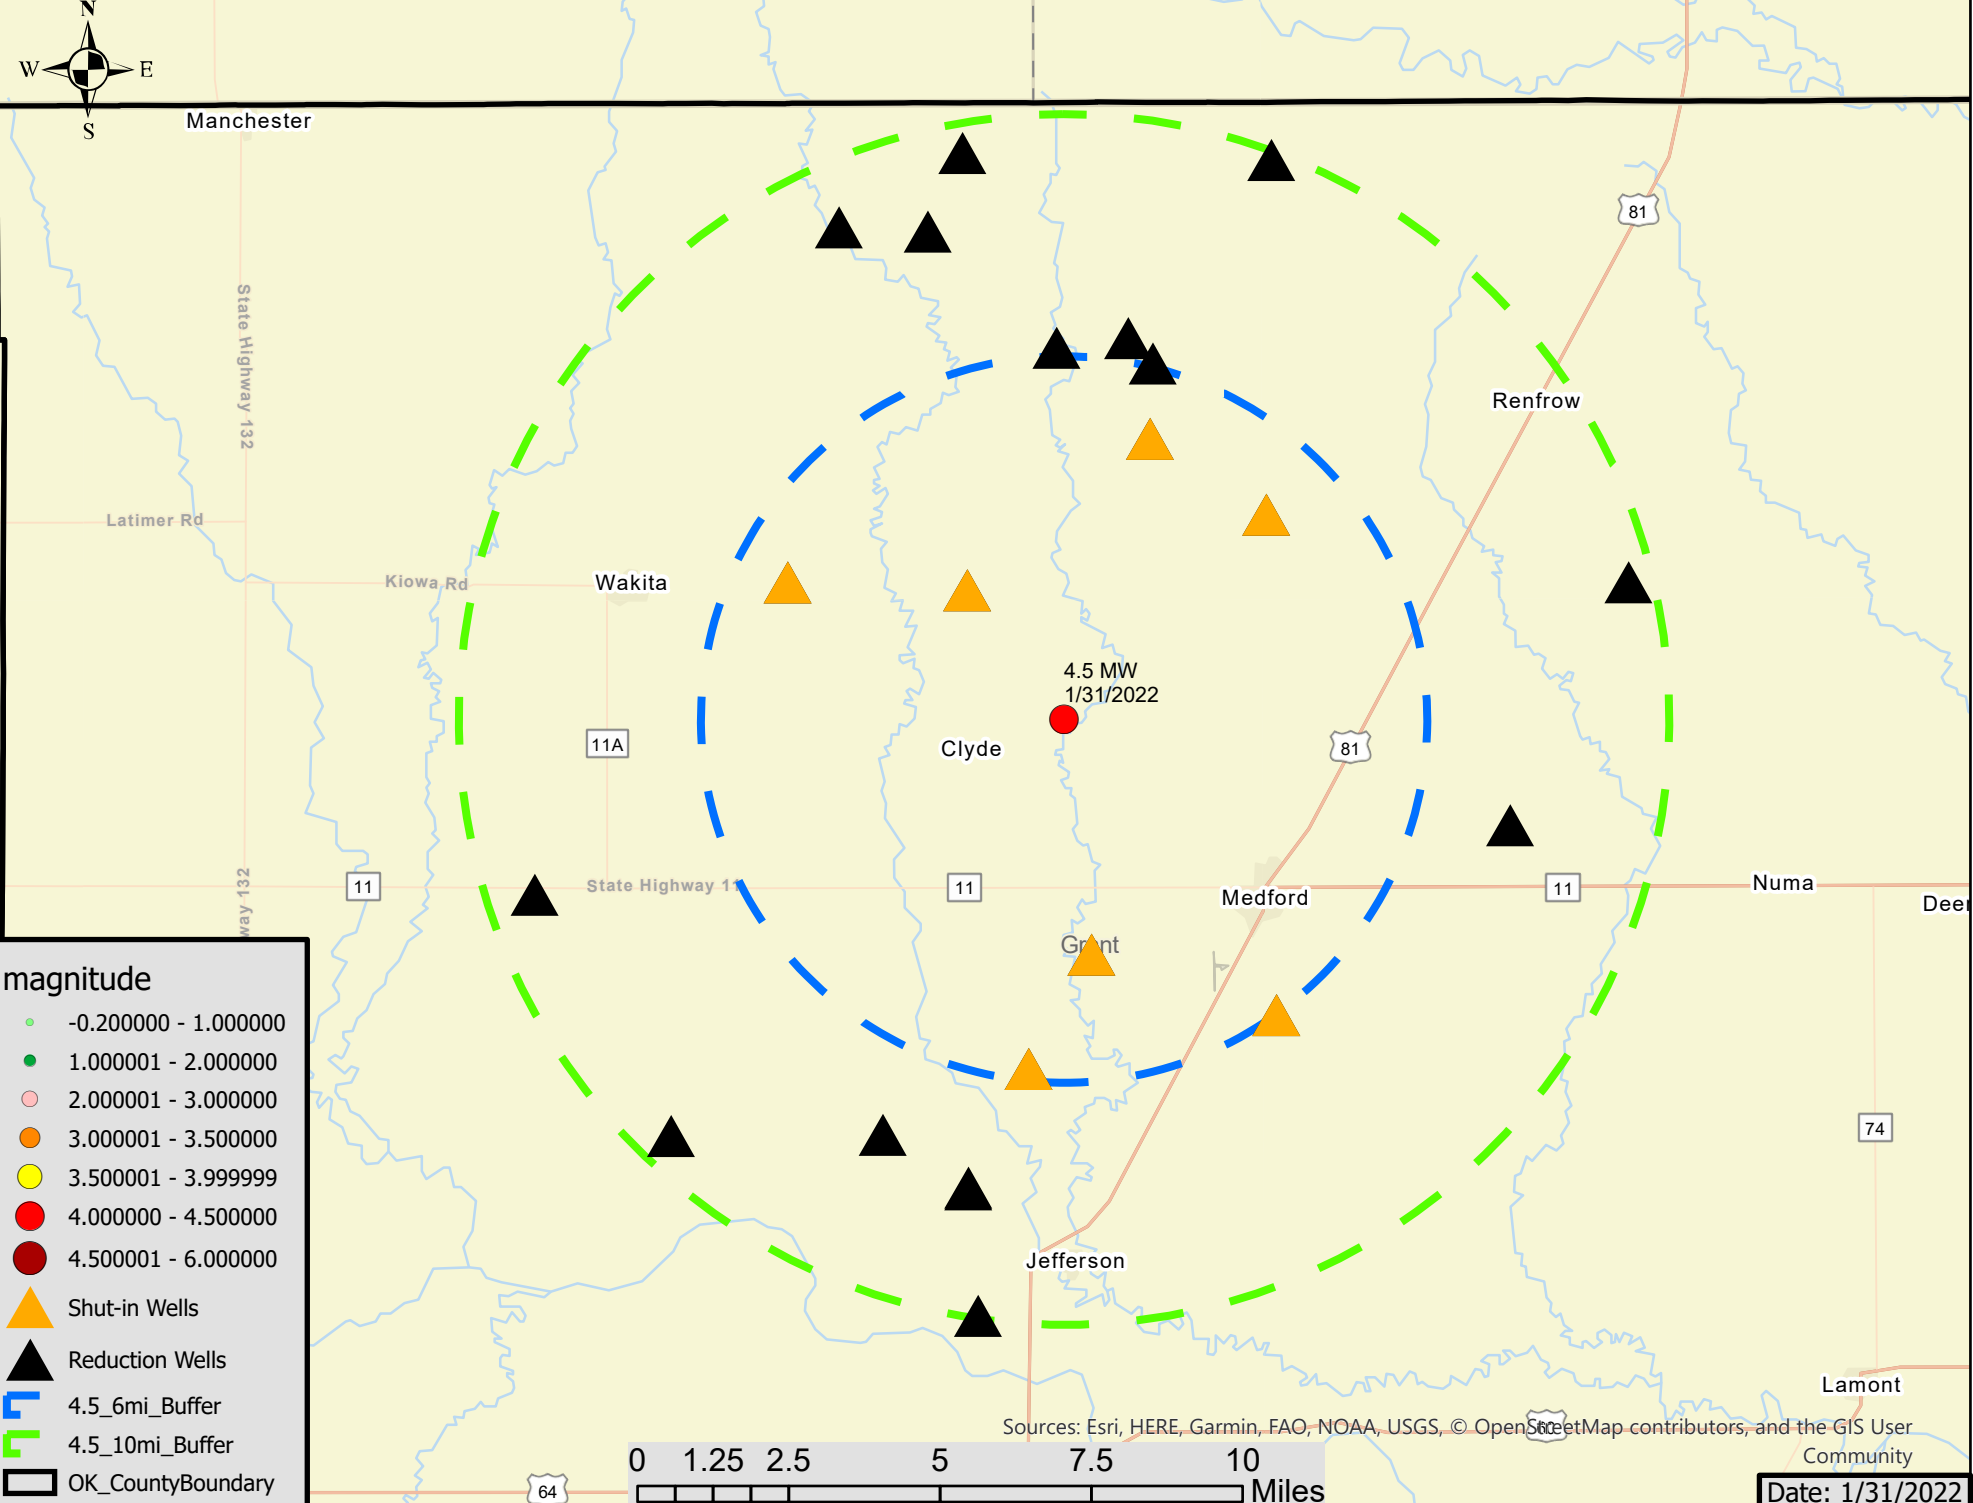 N
W E
S
Manchester
81
State Highway 132
Renfrow
Latimer Rd
Kiowa Rd
Wakita
4.5 MW
1/31/2022
11A
Clyde
81
11
State Highway 11
11
Medford
11
Numa
Deer
way 132
Grant
74
Jefferson
Lamont
magnitude
-0.200000 - 1.000000
1.000001 - 2.000000
2.000001 - 3.000000
3.000001 - 3.500000
3.500001 - 3.999999
4.000000 - 4.500000
4.500001 - 6.000000
Shut-in Wells
Reduction Wells
4.5_6mi_Buffer
4.5_10mi_Buffer
OK_CountyBoundary
Sources: Esri, HERE, Garmin, FAO, NOAA, USGS, © OpenStreetMap contributors, and the GIS User
Community
60
64
0 1.25 2.5 5 7.5 10
Miles
Date: 1/31/2022